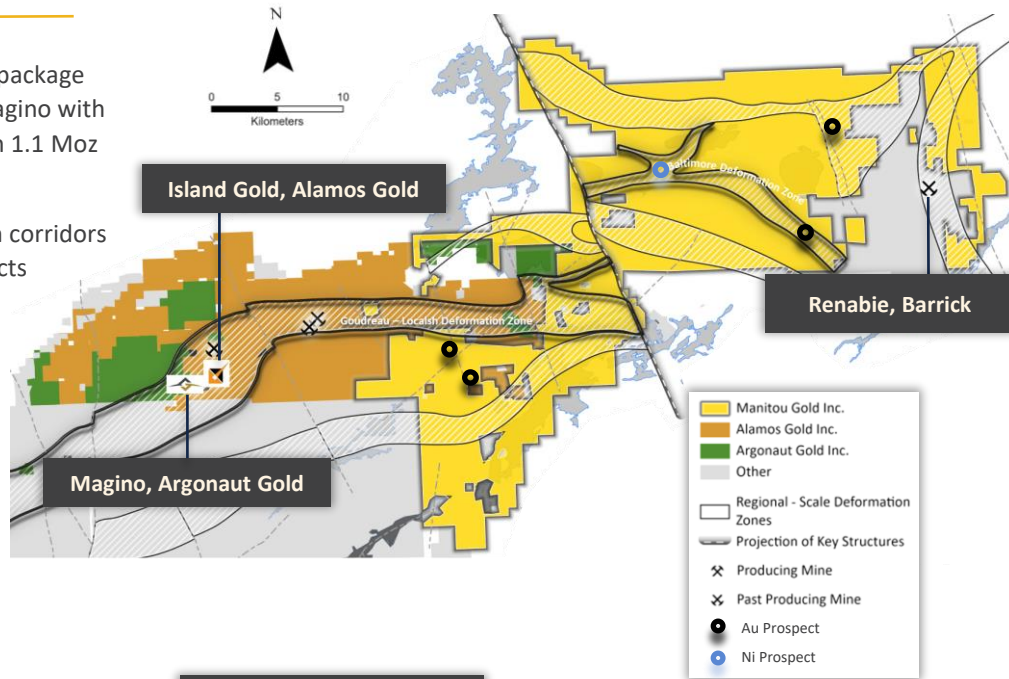 package
agino with
n 1.1 Moz
n corridors
cts
N
0 5 10
Kilometers
Island Gold, Alamos Gold
Baltimore Deformation Zone
Renabie, Barrick
Goudreau – Localsh Deformation Zone
Magino, Argonaut Gold
Manitou Gold Inc.
Alamos Gold Inc.
Argonaut Gold Inc.
Other
Regional - Scale Deformation
Zones
Projection of Key Structures
Producing Mine
Past Producing Mine
Au Prospect
Ni Prospect